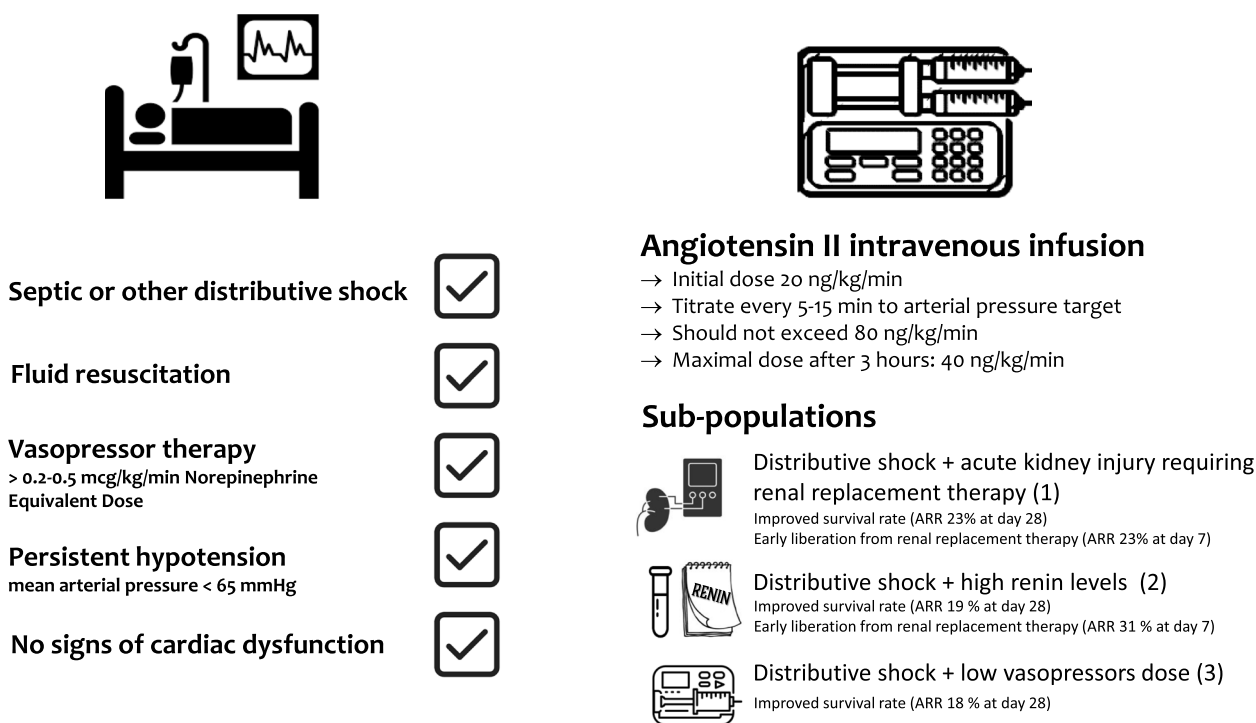 Septic or other distributive shock
Fluid resuscitation
Vasopressor therapy
> 0.2-0.5 mcg/kg/min Norepinephrine
Equivalent Dose
Persistent hypotension
mean arterial pressure < 65 mmHg
No signs of cardiac dysfunction
Angiotensin II intravenous infusion
→ Initial dose 20 ng/kg/min
→ Titrate every 5-15 min to arterial pressure target
→ Should not exceed 80 ng/kg/min
→ Maximal dose after 3 hours: 40 ng/kg/min
Sub-populations
Distributive shock + acute kidney injury requiring
renal replacement therapy (1)
Improved survival rate (ARR 23% at day 28)
Early liberation from renal replacement therapy (ARR 23% at day 7)
RENIN
Distributive shock + high renin levels (2)
Improved survival rate (ARR 19 % at day 28)
Early liberation from renal replacement therapy (ARR 31 % at day 7)
Distributive shock + low vasopressors dose (3)
Improved survival rate (ARR 18 % at day 28)